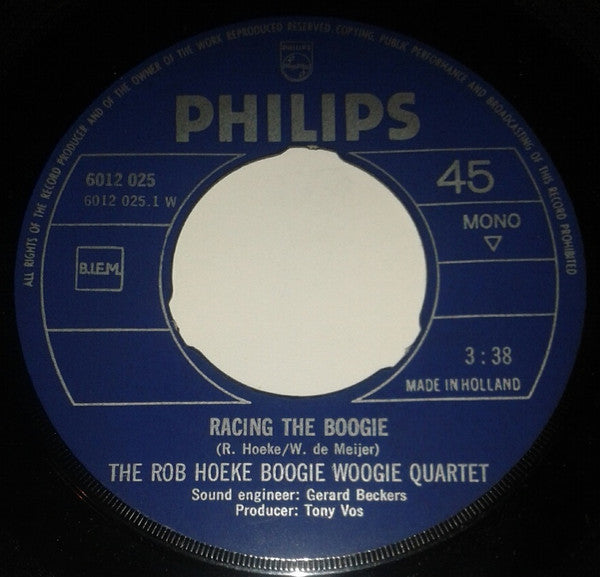 ALL RIGHTS OF THE RECORD PRODUCER AND OF THE OWNER OF THE WORK REPRODUCED RESERVED. COPYING, PUBLIC PERFORMANCE AND BROADCASTING OF THIS RECORD PROHIBITED
PHILIPS
PHILIPS
6012 025
6012 025.1 W
45
MONO
B.I.E.M.
3:38
MADE IN HOLLAND
RACING THE BOOGIE
(R. Hoeke/W. de Meijer)
THE ROB HOEKE BOOGIE WOOGIE QUARTET
Sound engineer: Gerard Beckers
Producer: Tony Vos